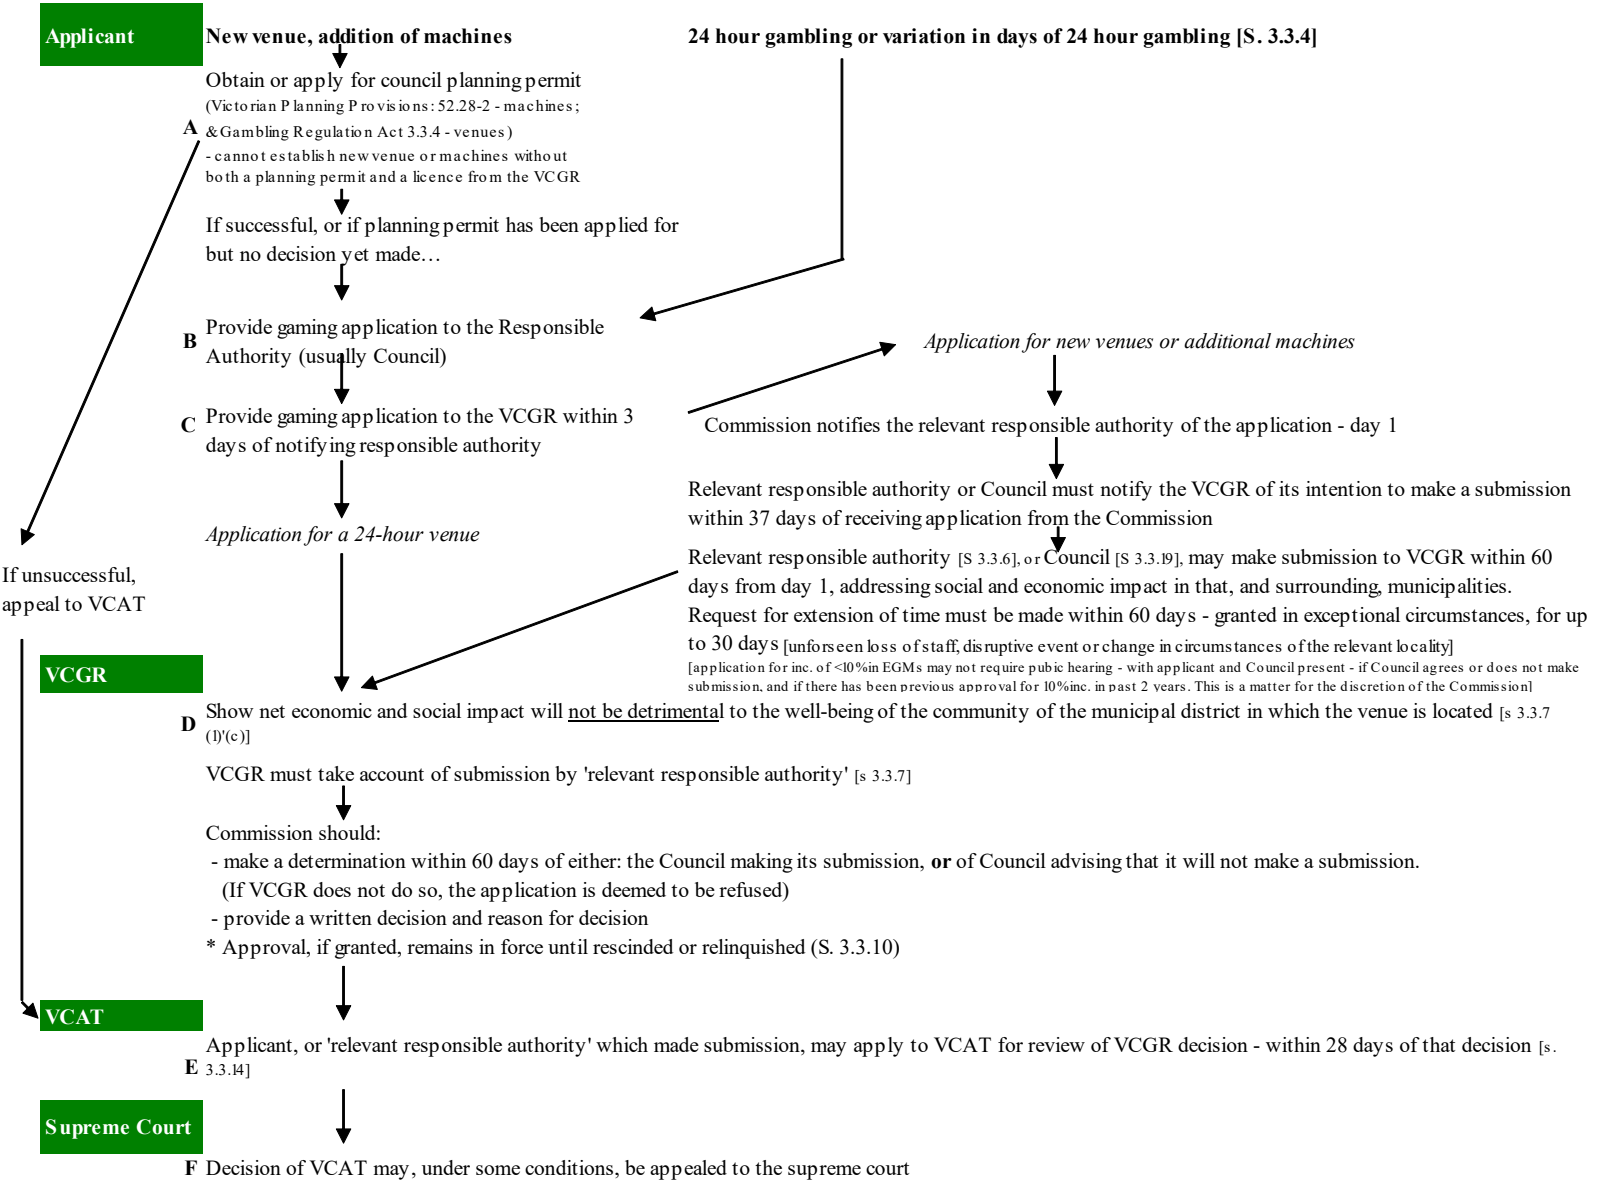 Applicant
New venue, addition of machines
24 hour gambling or variation in days of 24 hour gambling [S. 3.3.4]
Obtain or apply for council planning permit
(Victorian Planning Provisions: 52.28-2 - machines;
A
& Gambling Regulation Act 3.3.4 - venues)
- cannot establish new venue or machines without
both a planning permit and a licence from the VCGR
If successful, or if planning permit has been applied for
but no decision yet made…
B
Provide gaming application to the Responsible
Authority (usually Council)
C
Provide gaming application to the VCGR within 3
days of notifying responsible authority
Application for new venues or additional machines
Commission notifies the relevant responsible authority of the application - day 1
Relevant responsible authority or Council must notify the VCGR of its intention to make a submission
within 37 days of receiving application from the Commission
Application for a 24-hour venue
Relevant responsible authority [S 3.3.6], or Council [S 3.3.19], may make submission to VCGR within 60
days from day 1, addressing social and economic impact in that, and surrounding, municipalities.
Request for extension of time must be made within 60 days - granted in exceptional circumstances, for up
to 30 days [unforseen loss of staff, disruptive event or change in circumstances of the relevant locality]
[application for inc. of <10% in EGMs may not require pubic hearing - with applicant and Council present - if Council agrees or does not make
submission, and if there has been previous approval for 10% inc. in past 2 years. This is a matter for the discretion of the Commission]
If unsuccessful,
appeal to VCAT
VCGR
D
Show net economic and social impact will not be detrimental to the well-being of the community of the municipal district in which the venue is located [s 3.3.7
(1)'(c)]
VCGR must take account of submission by 'relevant responsible authority' [s 3.3.7]
Commission should:
- make a determination within 60 days of either: the Council making its submission, or of Council advising that it will not make a submission.
(If VCGR does not do so, the application is deemed to be refused)
- provide a written decision and reason for decision
* Approval, if granted, remains in force until rescinded or relinquished (S. 3.3.10)
VCAT
E
Applicant, or 'relevant responsible authority' which made submission, may apply to VCAT for review of VCGR decision - within 28 days of that decision [s.
3.3.14]
Supreme Court
F
Decision of VCAT may, under some conditions, be appealed to the supreme court